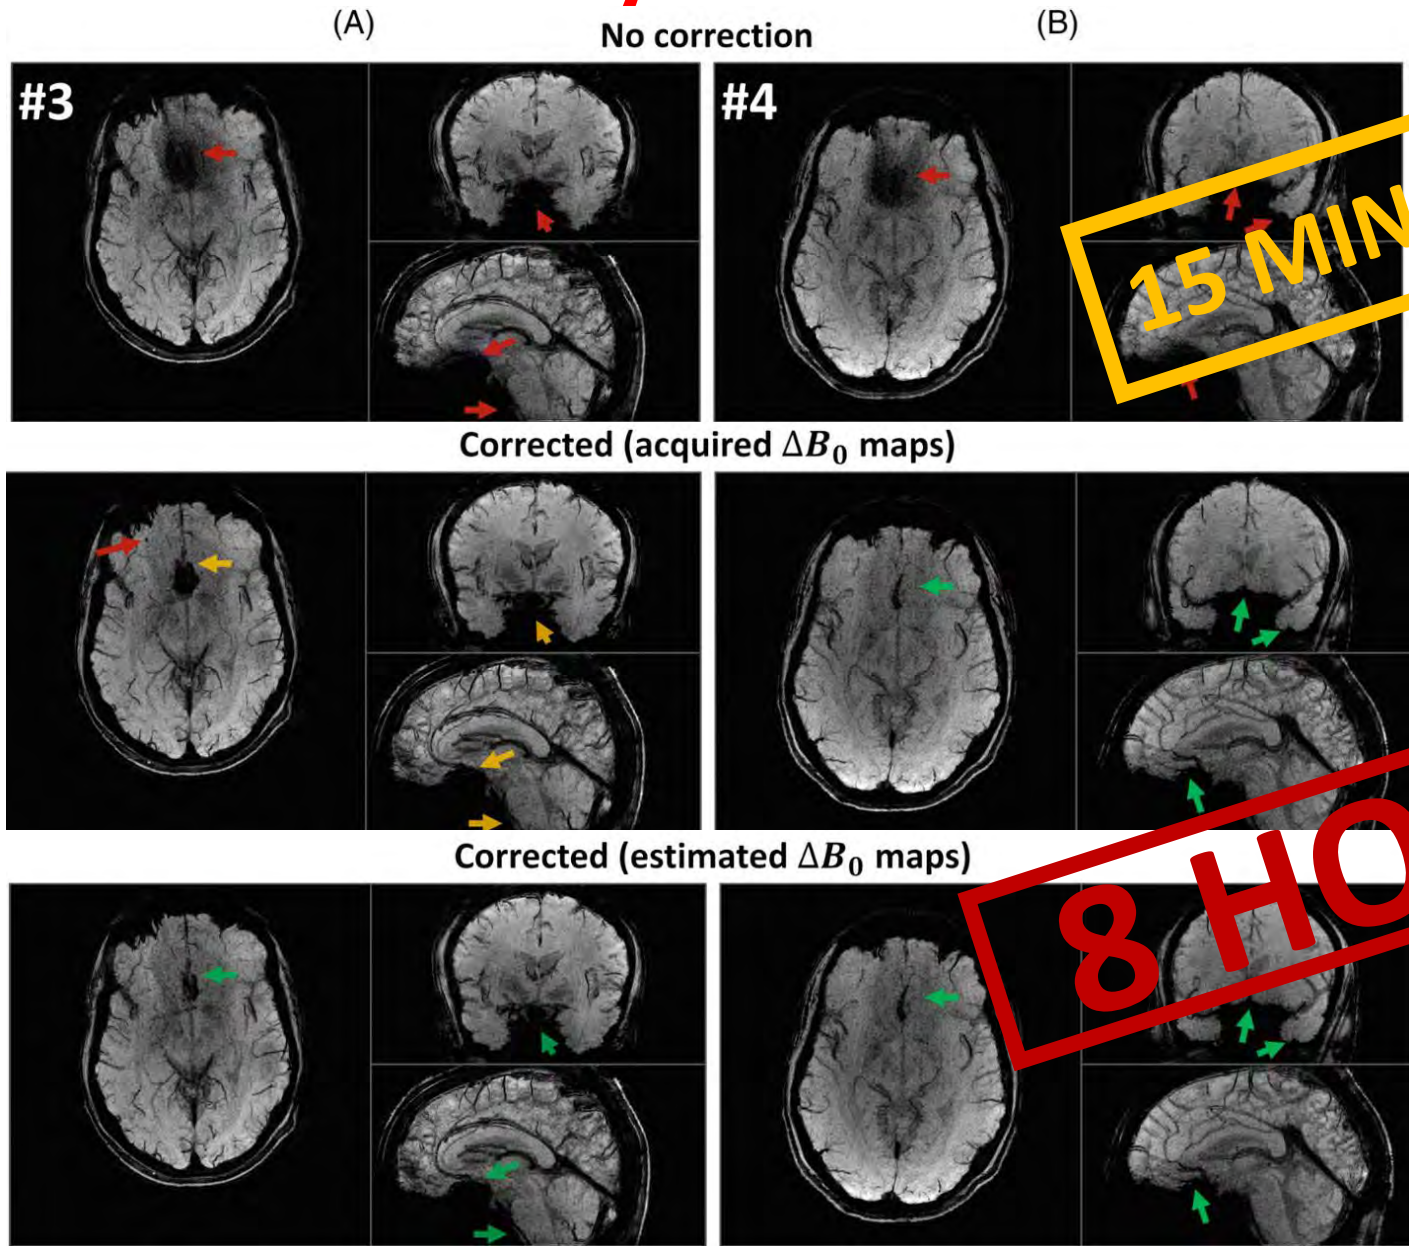 (A)
(B)
No correction
#3
#4
15 MIN
Corrected (acquired ΔB₀ maps)
Corrected (estimated ΔB₀ maps)
8 HO